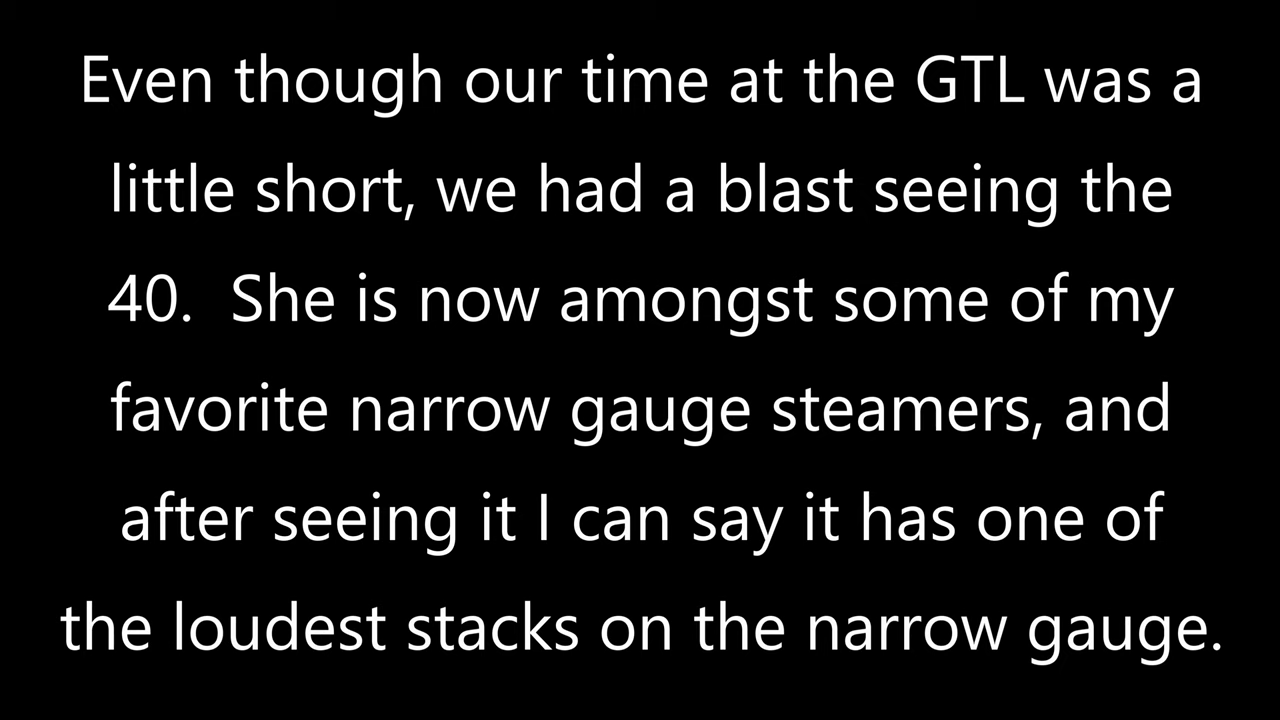 Even though our time at the GTL was a
little short, we had a blast seeing the
40.  She is now amongst some of my
favorite narrow gauge steamers, and
after seeing it I can say it has one of
the loudest stacks on the narrow gauge.